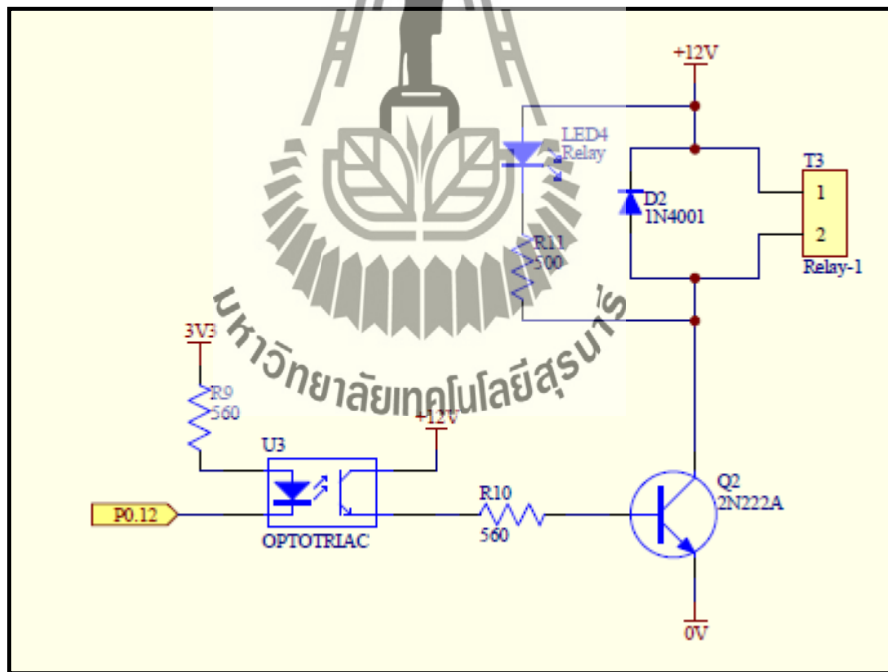 +12V
LED4
Relay
T3
D2
1N4001
1
2
R11
500
Relay-1
มหาวิทยาลัยเทคโนโลยีสุรนารี
3V3
R9
560
+12V
U3
Q2
2N222A
R10
P0.12
560
OPTOTRIAC
0V